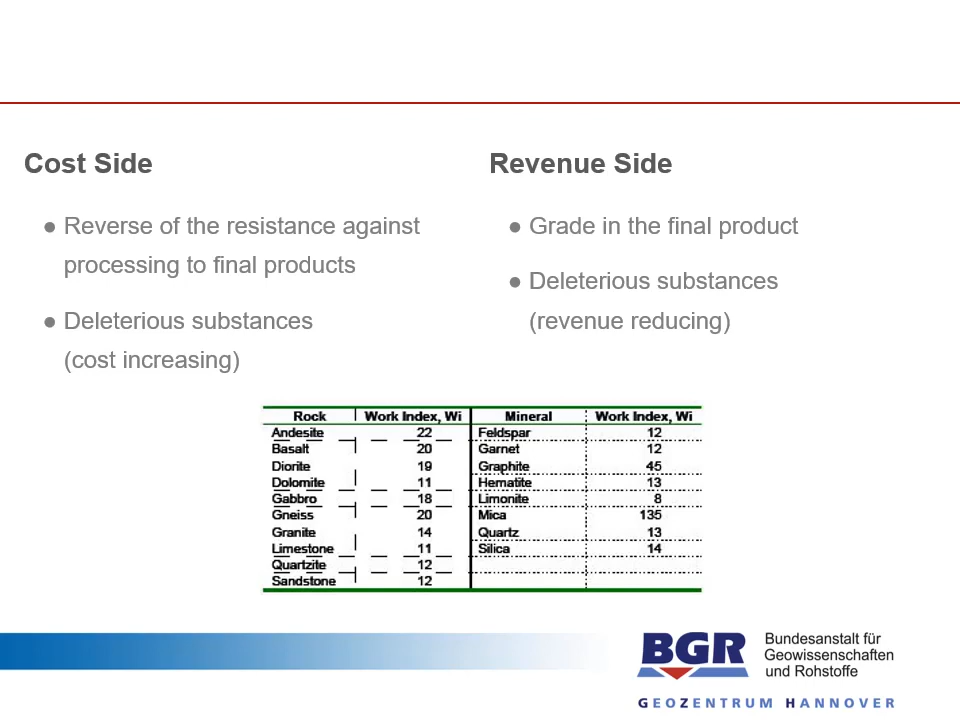 Cost Side
● Reverse of the resistance against
processing to final products
● Deleterious substances
(cost increasing)
Revenue Side
● Grade in the final product
● Deleterious substances
(revenue reducing)
Rock Work Index, Wi Mineral Work Index, Wi
Andesite 22 Feldspar 12
Basalt 20 Garnet 12
Diorite 19 Graphite 45
Dolomite 11 Hematite 13
Gabbro 18 Limonite 8
Gneiss 20 Mica 135
Granite 14 Quartz 13
Limestone 11 Silica 14
Quartzite 12
Sandstone 12
BGR
Bundesanstalt für
Geowissenschaften
und Rohstoffe
GEOZENTRUM HANNOVER